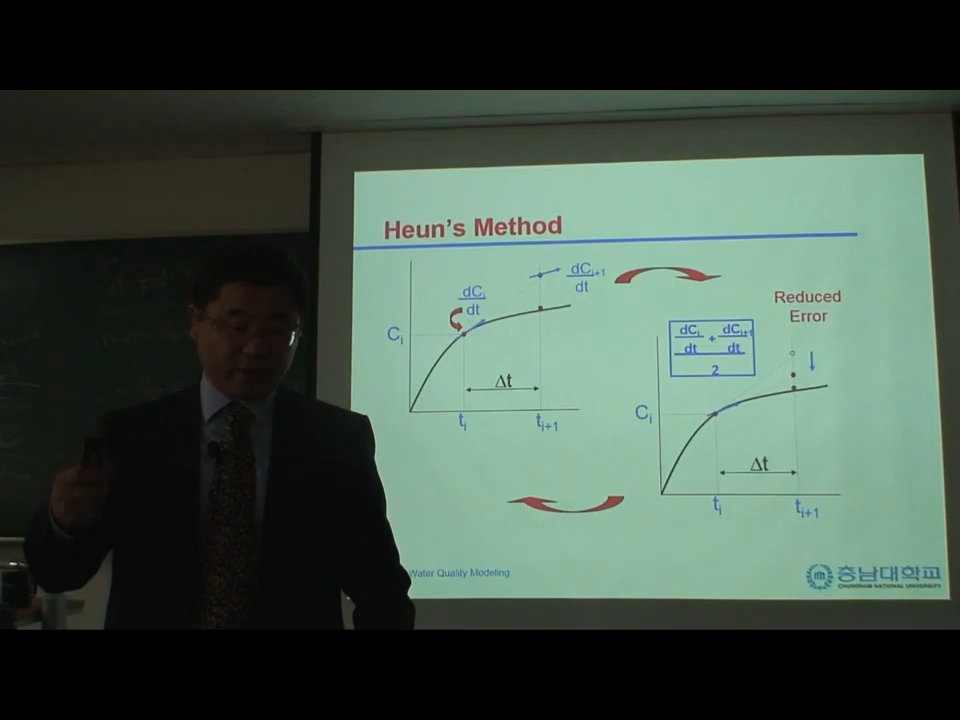 Heun's Method
dCi
dt
dCi+1
dt
Ci
Δt
ti
ti+1
Reduced
Error
dCi + dCi+1
dt dt
2
Ci
Δt
ti
ti+1
Water Quality Modeling
충남대학교
CHUNGNAM NATIONAL UNIVERSITY